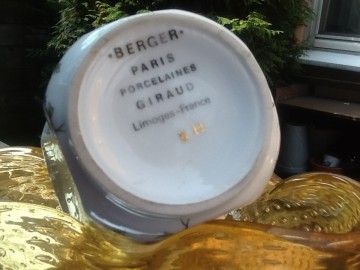 •BERGER•
PARIS
PORCELAINES
GIRAUD
Limoges-France